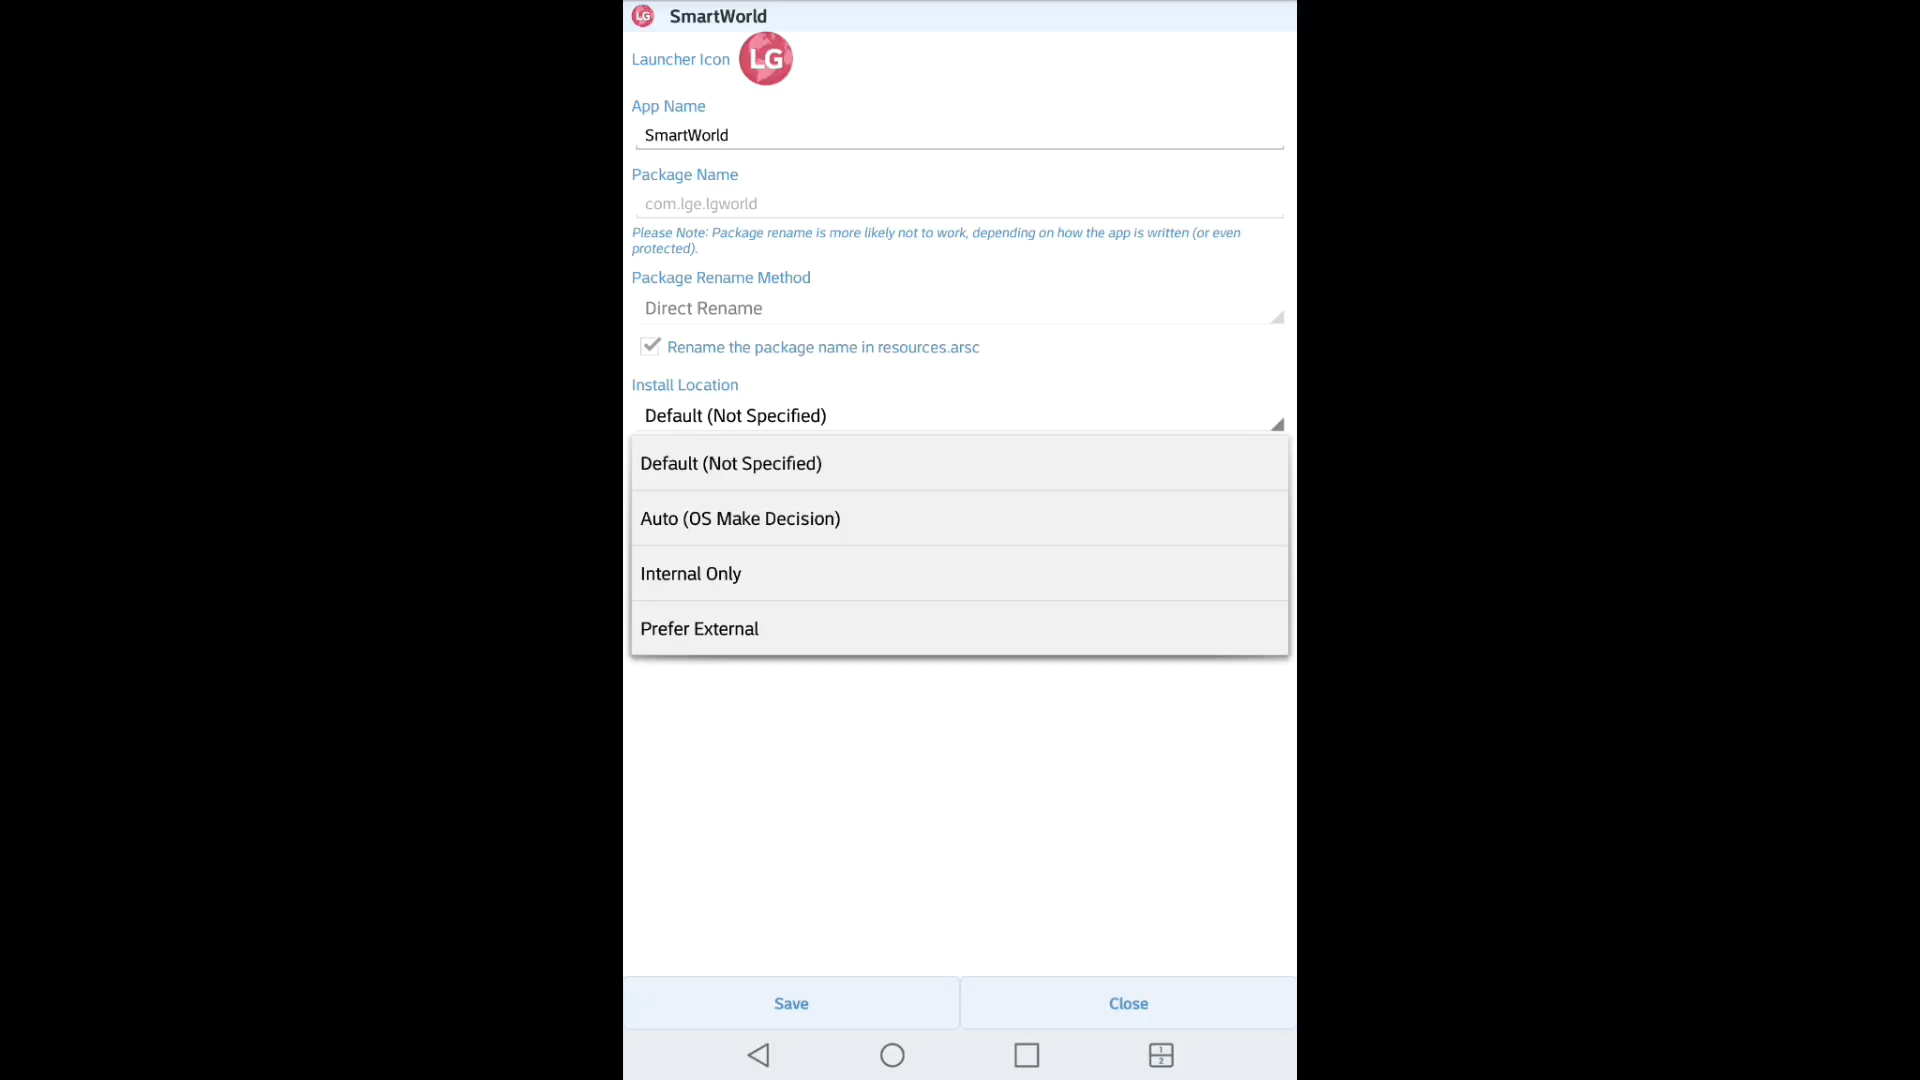 LG SmartWorld
Launcher Icon LG
App Name
SmartWorld
Package Name
com.lge.lgworld
Please Note: Package rename is more likely not to work, depending on how the app is written (or even
protected).
Package Rename Method
Direct Rename
Rename the package name in resources.arsc
Install Location
Default (Not Specified)
Default (Not Specified)
Auto (OS Make Decision)
Internal Only
Prefer External
Save Close
1
2